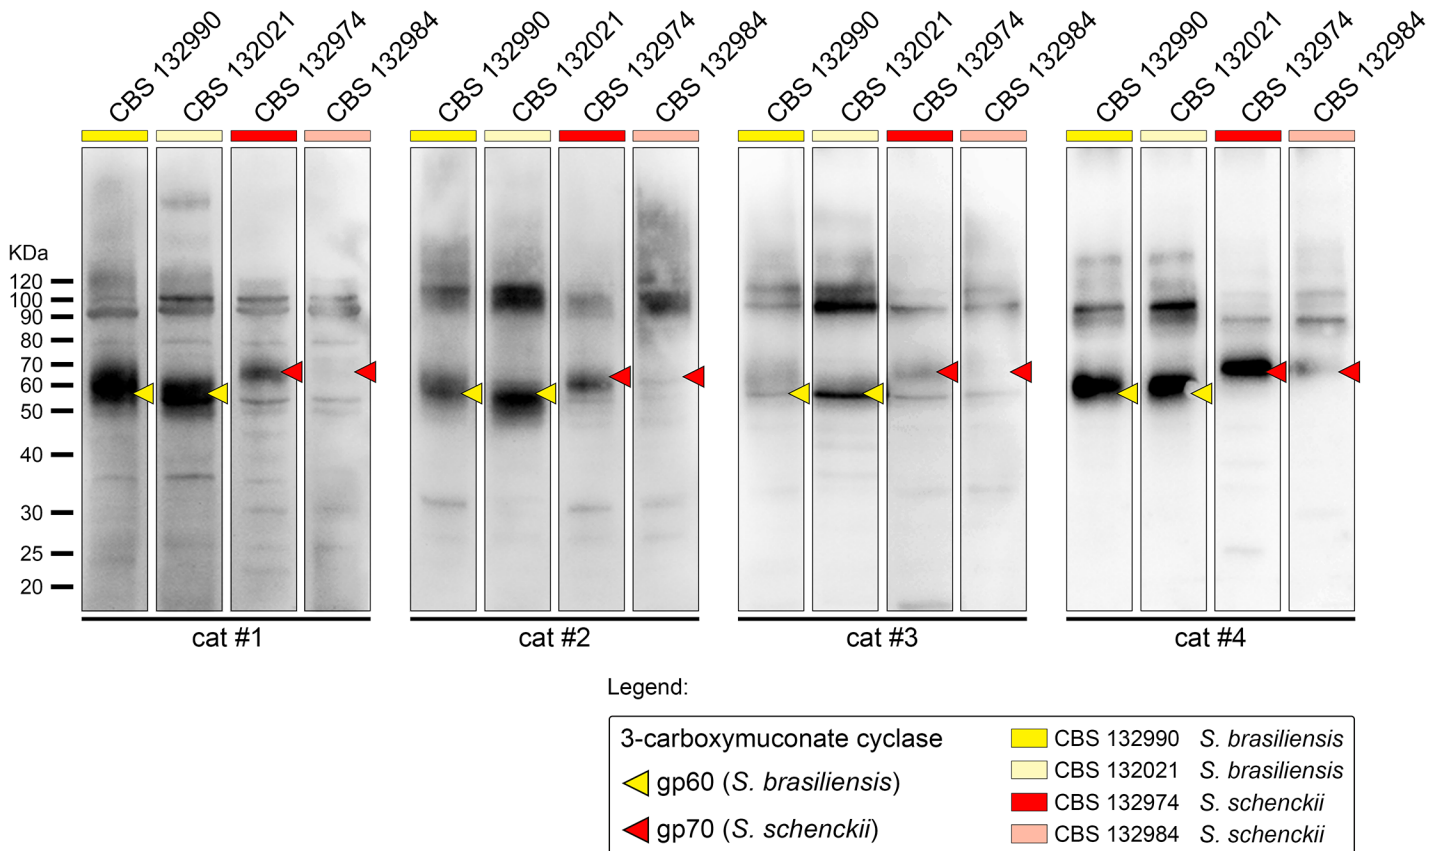 CBS 132990 CBS 132021 CBS 132974 CBS 132984 CBS 132990 CBS 132021 CBS 132974 CBS 132984 CBS 132990 CBS 132021 CBS 132974 CBS 132984 CBS 132990 CBS 132021 CBS 132974 CBS 132984
KDa
120
100
90
80
70
60
50
40
30
25
20
cat #1 cat #2 cat #3 cat #4
Legend:
3-carboxymuconate cyclase
gp60 (S. brasiliensis)
gp70 (S. schenckii)
CBS 132990 S. brasiliensis
CBS 132021 S. brasiliensis
CBS 132974 S. schenckii
CBS 132984 S. schenckii